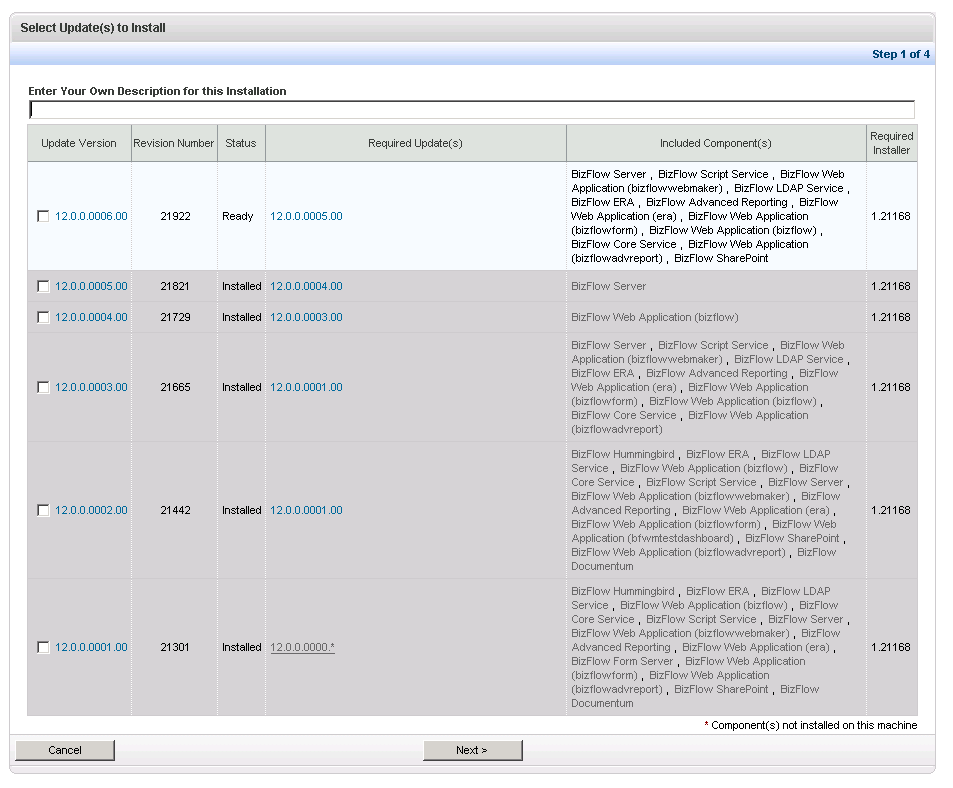 Select Update(s) to Install
Step 1 of 4
Enter Your Own Description for this Installation
Update Version Revision Number Status Required Update(s) Included Component(s) Required Installer
12.0.0.0006.00 21922 Ready 12.0.0.0005.00 1.21168
BizFlow Server , BizFlow Script Service , BizFlow Web
Application (bizflowwebmaker) , BizFlow LDAP Service ,
BizFlow ERA , BizFlow Advanced Reporting , BizFlow
Web Application (era) , BizFlow Web Application
(bizflowform) , BizFlow Web Application (bizflow) ,
BizFlow Core Service , BizFlow Web Application
(bizflowadvreport) , BizFlow SharePoint
12.0.0.0005.00 21821 Installed 12.0.0.0004.00 BizFlow Server 1.21168
12.0.0.0004.00 21729 Installed 12.0.0.0003.00 BizFlow Web Application (bizflow) 1.21168
12.0.0.0003.00 21665 Installed 12.0.0.0001.00 1.21168
BizFlow Server , BizFlow Script Service , BizFlow Web
Application (bizflowwebmaker) , BizFlow LDAP Service ,
BizFlow ERA , BizFlow Advanced Reporting , BizFlow
Web Application (era) , BizFlow Web Application
(bizflowform) , BizFlow Web Application (bizflow) ,
BizFlow Core Service , BizFlow Web Application
(bizflowadvreport)
12.0.0.0002.00 21442 Installed 12.0.0.0001.00 1.21168
BizFlow Hummingbird , BizFlow ERA , BizFlow LDAP
Service , BizFlow Web Application (bizflow) , BizFlow
Core Service , BizFlow Script Service , BizFlow Server ,
BizFlow Web Application (bizflowwebmaker) , BizFlow
Advanced Reporting , BizFlow Web Application (era) ,
BizFlow Web Application (bizflowform) , BizFlow Web
Application (bfwmtestdashboard) , BizFlow SharePoint ,
BizFlow Web Application (bizflowadvreport) , BizFlow
Documentum
12.0.0.0001.00 21301 Installed 12.0.0.0000.* 1.21168
BizFlow Hummingbird , BizFlow ERA , BizFlow LDAP
Service , BizFlow Web Application (bizflow) , BizFlow
Core Service , BizFlow Script Service , BizFlow Server ,
BizFlow Web Application (bizflowwebmaker) , BizFlow
Advanced Reporting , BizFlow Web Application (era) ,
BizFlow Form Server , BizFlow Web Application
(bizflowform) , BizFlow Web Application
(bizflowadvreport) , BizFlow SharePoint , BizFlow
Documentum
* Component(s) not installed on this machine
Cancel Next >